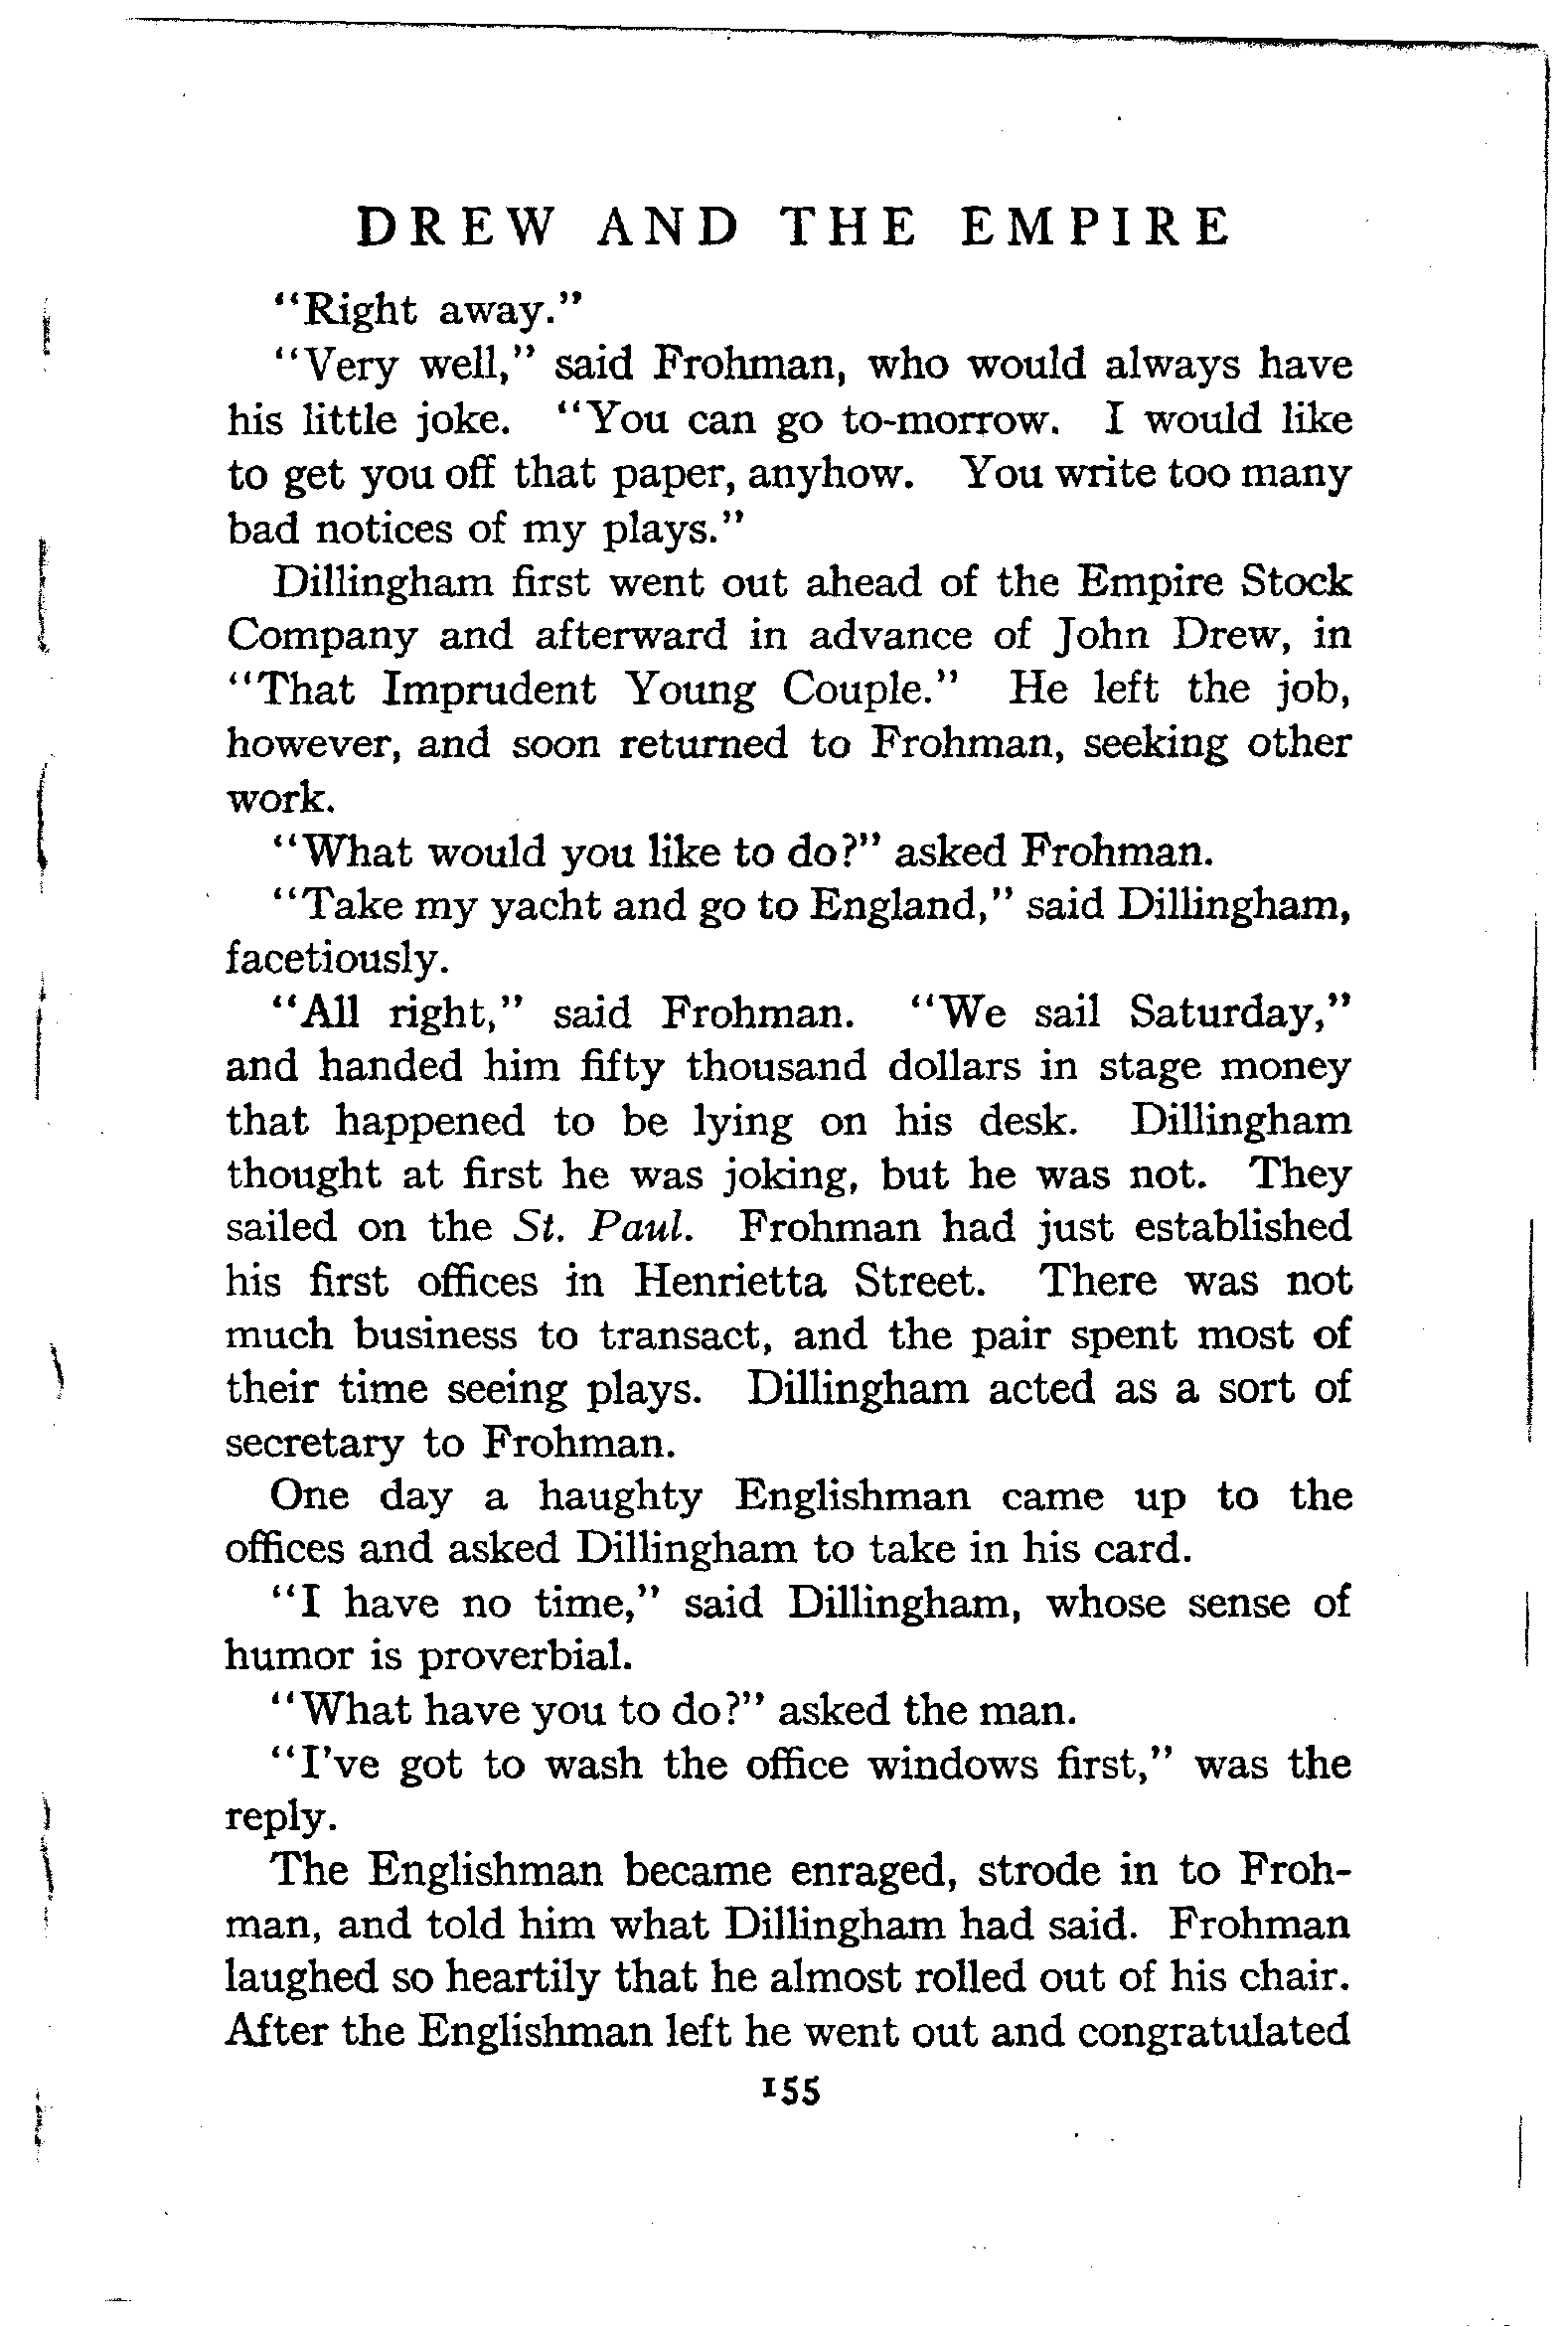 DREW AND THE EMPIRE
"Right away."
"Very well," said Frohman, who would always have
his little joke. "You can go to-morrow. I would like
to get you off that paper, anyhow. You write too many
bad notices of my plays."
Dillingham first went out ahead of the Empire Stock
Company and afterward in advance of John Drew, in
"That Imprudent Young Couple." He left the job,
however, and soon returned to Frohman, seeking other
work.
"What would you like to do?" asked Frohman.
"Take my yacht and go to England," said Dillingham,
facetiously.
"All right," said Frohman. "We sail Saturday,"
and handed him fifty thousand dollars in stage money
that happened to be lying on his desk. Dillingham
thought at first he was joking, but he was not. They
sailed on the St. Paul. Frohman had just established
his first offices in Henrietta Street. There was not
much business to transact, and the pair spent most of
their time seeing plays. Dillingham acted as a sort of
secretary to Frohman.
One day a haughty Englishman came up to the
offices and asked Dillingham to take in his card.
"I have no time," said Dillingham, whose sense of
humor is proverbial.
"What have you to do?" asked the man.
"I've got to wash the office windows first," was the
reply.
The Englishman became enraged, strode in to Froh-
man, and told him what Dillingham had said. Frohman
laughed so heartily that he almost rolled out of his chair.
After the Englishman left he went out and congratulated
155